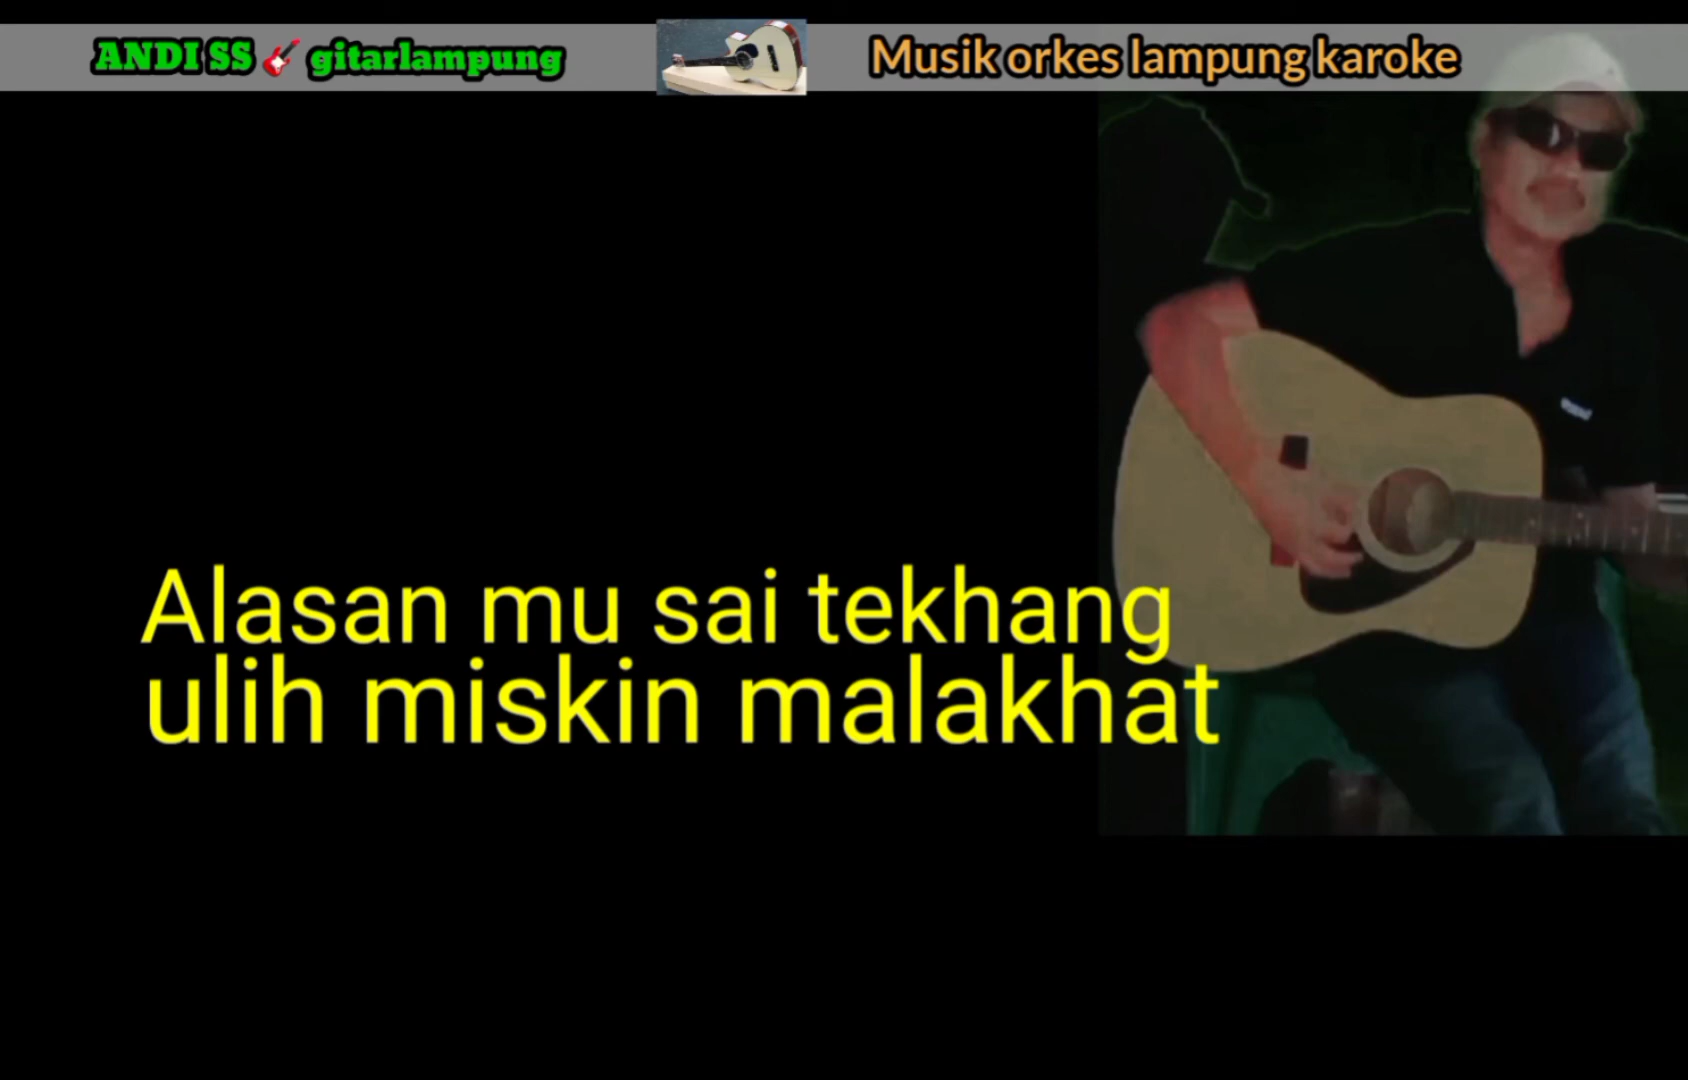 ANDI SS 🎸 gitarlampung
Musik orkes lampung karoke
Alasan mu sai tekhang
ulih miskin malakhat